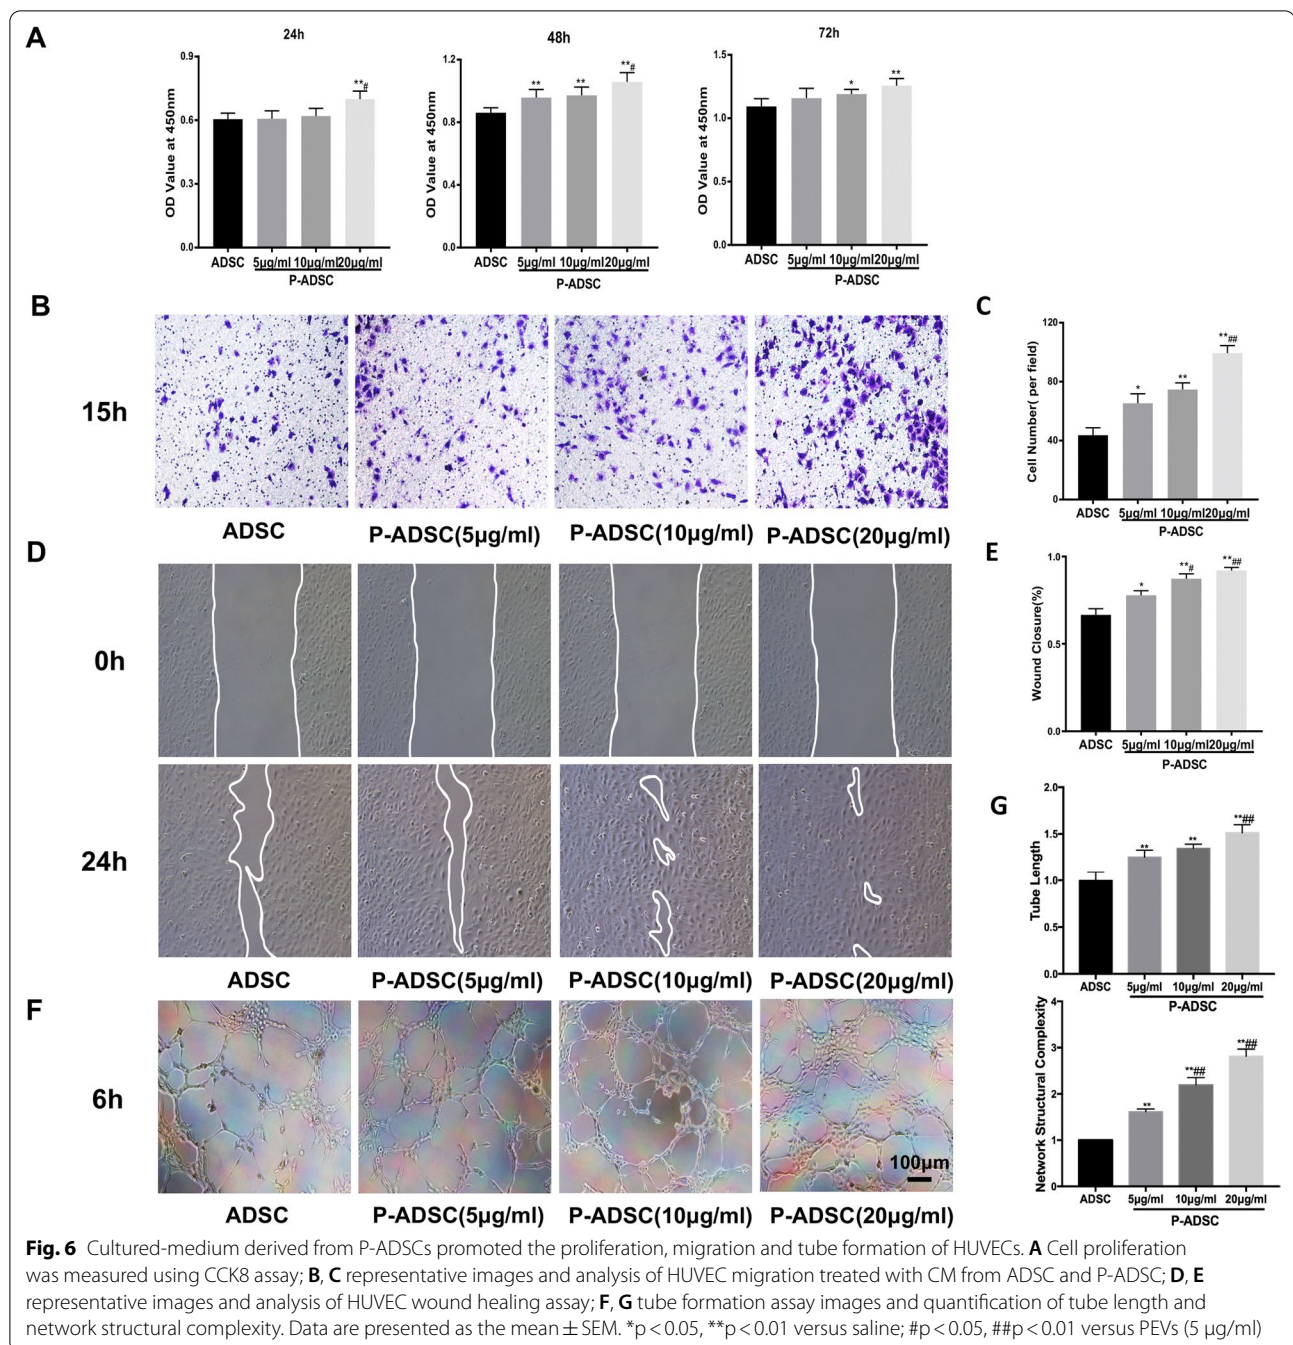 A
24h
48h
72h
OD Value at 450nm
0.9
0.6
0.3
0.0
**#
ADSC 5µg/ml 10µg/ml 20µg/ml
P-ADSC
OD Value at 450nm
1.2
0.8
0.4
0.0
** ** **#
ADSC 5µg/ml 10µg/ml 20µg/ml
P-ADSC
OD Value at 450nm
1.5
1.0
0.5
0.0
* **
ADSC 5µg/ml 10µg/ml 20µg/ml
P-ADSC
B
15h
ADSC P-ADSC(5µg/ml) P-ADSC(10µg/ml) P-ADSC(20µg/ml)
C
Cell Number( per field)
120
80
40
0
* ** **##
ADSC 5µg/ml 10µg/ml 20µg/ml
P-ADSC
D
0h
24h
ADSC P-ADSC(5µg/ml) P-ADSC(10µg/ml) P-ADSC(20µg/ml)
E
Wound Closure(%)
1.0
0.5
0.0
* **# **##
ADSC 5µg/ml 10µg/ml 20µg/ml
P-ADSC
F
6h
100µm
ADSC P-ADSC(5µg/ml) P-ADSC(10µg/ml) P-ADSC(20µg/ml)
G
Tube Length
2.0
1.5
1.0
0.5
0.0
** ** **##
ADSC 5µg/ml 10µg/ml 20µg/ml
P-ADSC
Network Structural Complexity
4
3
2
1
0
** **## **##
ADSC 5µg/ml 10µg/ml 20µg/ml
P-ADSC
Fig. 6 Cultured-medium derived from P-ADSCs promoted the proliferation, migration and tube formation of HUVECs. A Cell proliferation
was measured using CCK8 assay; B, C representative images and analysis of HUVEC migration treated with CM from ADSC and P-ADSC; D, E
representative images and analysis of HUVEC wound healing assay; F, G tube formation assay images and quantification of tube length and
network structural complexity. Data are presented as the mean ± SEM. *p < 0.05, **p < 0.01 versus saline; #p < 0.05, ##p < 0.01 versus PEVs (5 µg/ml)